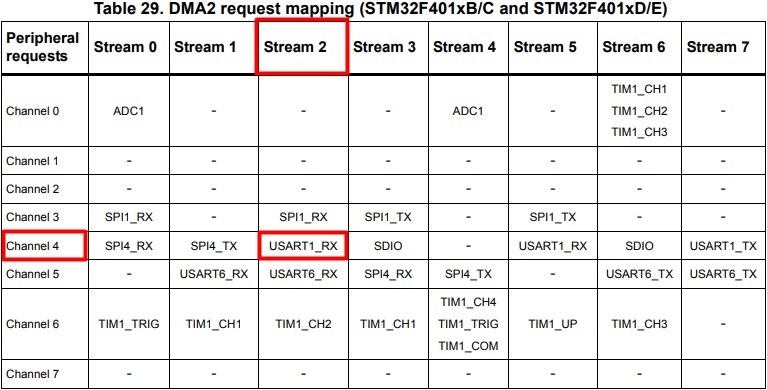 Table 29. DMA2 request mapping (STM32F401xB/C and STM32F401xD/E)
Peripheral requests Stream 0 Stream 1 Stream 2 Stream 3 Stream 4 Stream 5 Stream 6 Stream 7
Channel 0 ADC1 - - - ADC1 - TIM1_CH1 TIM1_CH2 TIM1_CH3 -
Channel 1 - - - - - - - -
Channel 2 - - - - - - - -
Channel 3 SPI1_RX - SPI1_RX SPI1_TX - SPI1_TX - -
Channel 4 SPI4_RX SPI4_TX USART1_RX SDIO - USART1_RX SDIO USART1_TX
Channel 5 - USART6_RX USART6_RX SPI4_RX SPI4_TX - USART6_TX USART6_TX
Channel 6 TIM1_TRIG TIM1_CH1 TIM1_CH2 TIM1_CH1 TIM1_CH4 TIM1_TRIG TIM1_COM TIM1_UP TIM1_CH3 -
Channel 7 - - - - - - - -